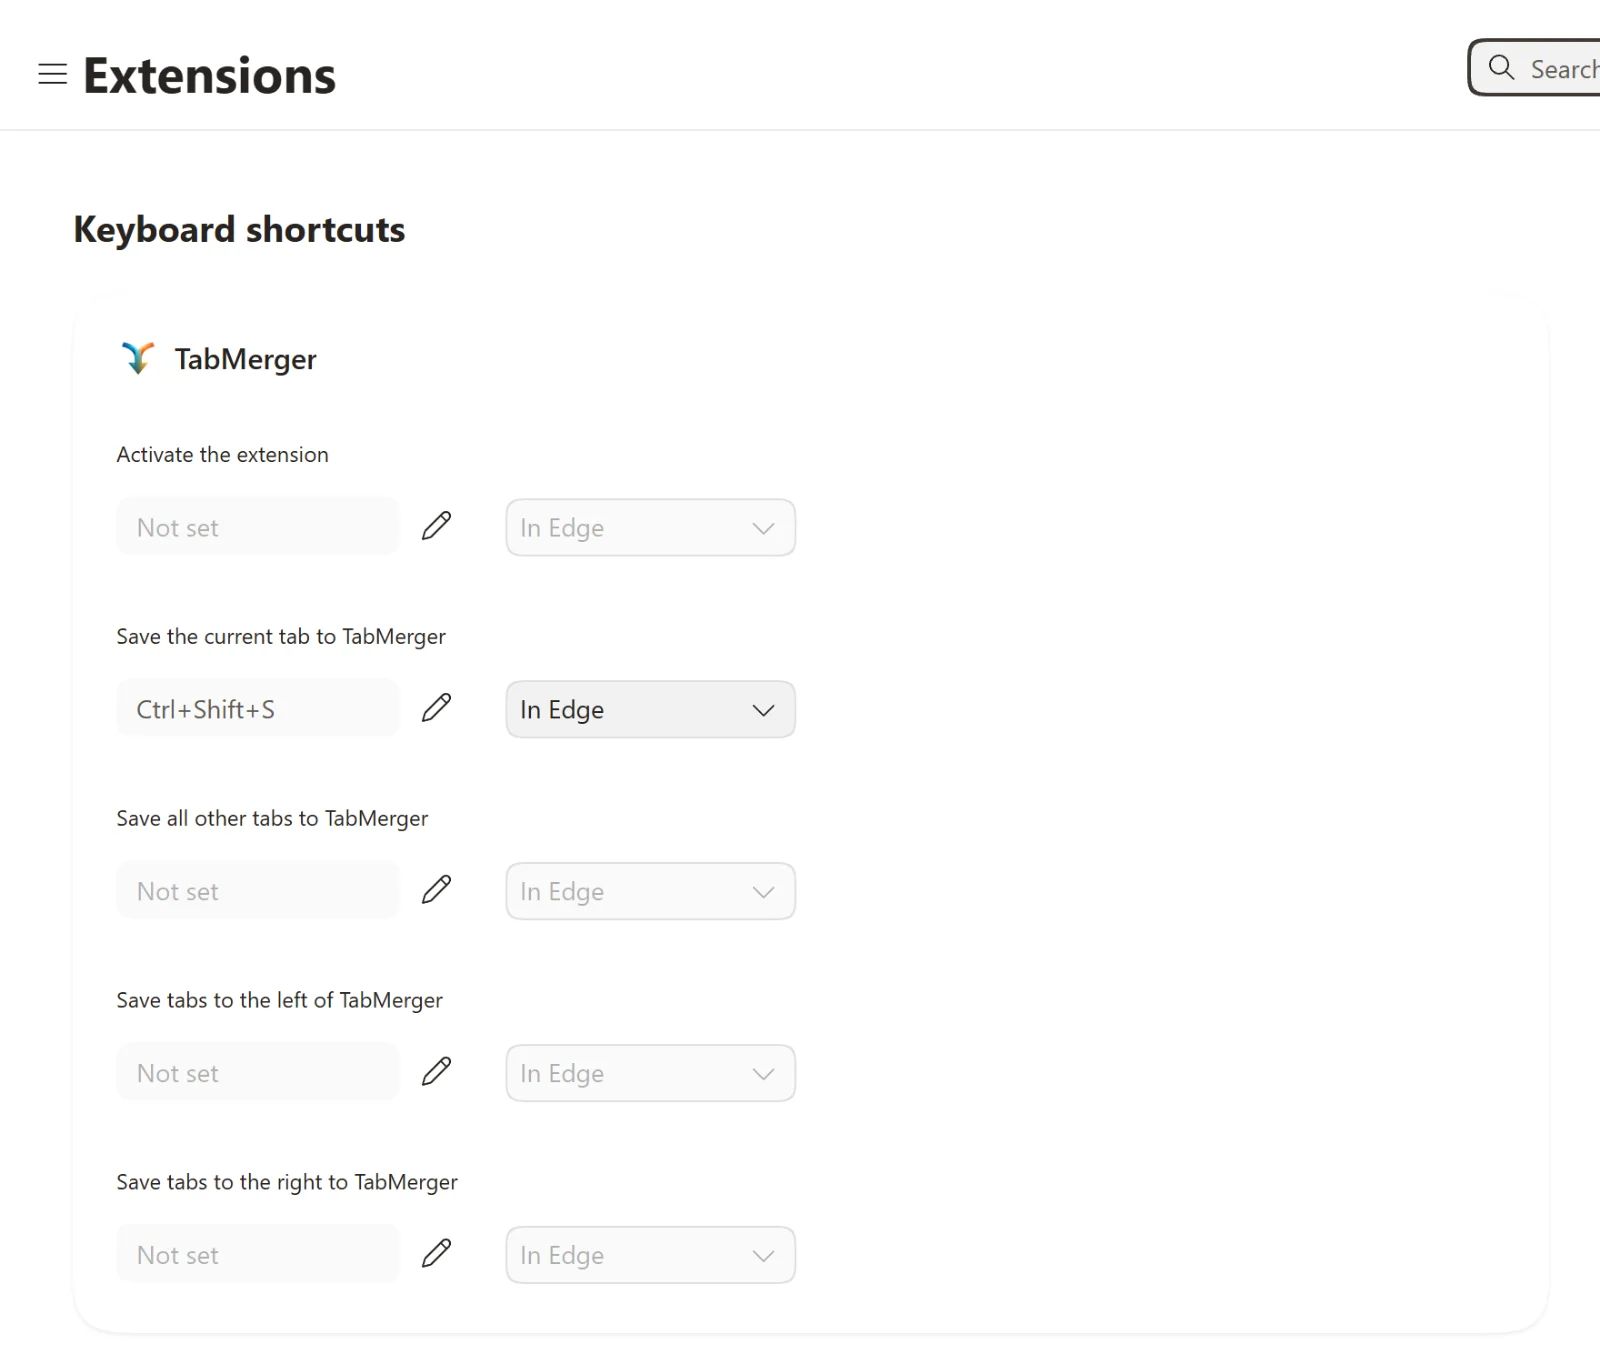 Extensions
Search
Keyboard shortcuts
TabMerger
Activate the extension
Not set
In Edge
Save the current tab to TabMerger
Ctrl+Shift+S
In Edge
Save all other tabs to TabMerger
Not set
In Edge
Save tabs to the left of TabMerger
Not set
In Edge
Save tabs to the right to TabMerger
Not set
In Edge